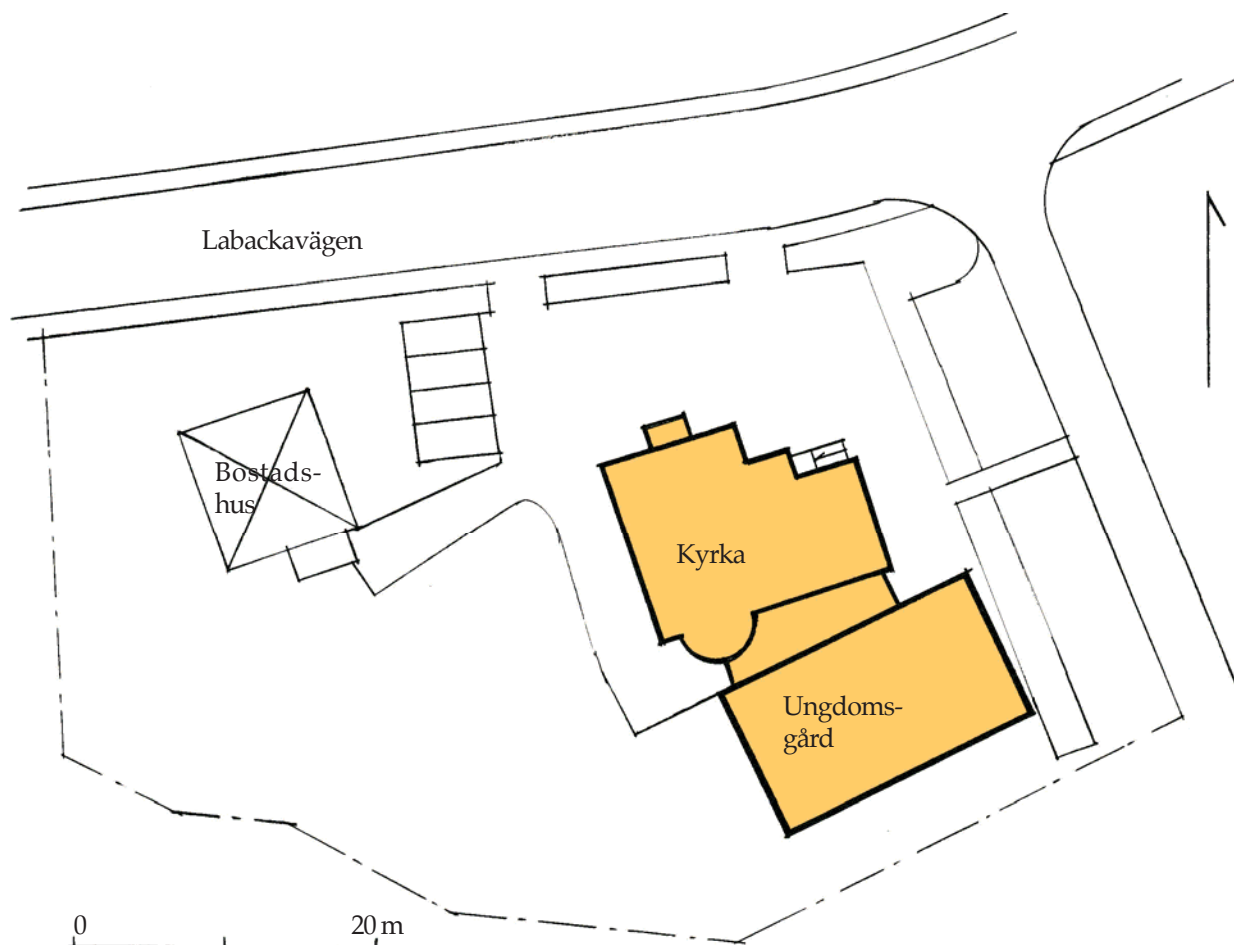 Labackavägen
Bostads-
hus
Kyrka
Ungdoms-
gård
0 20 m